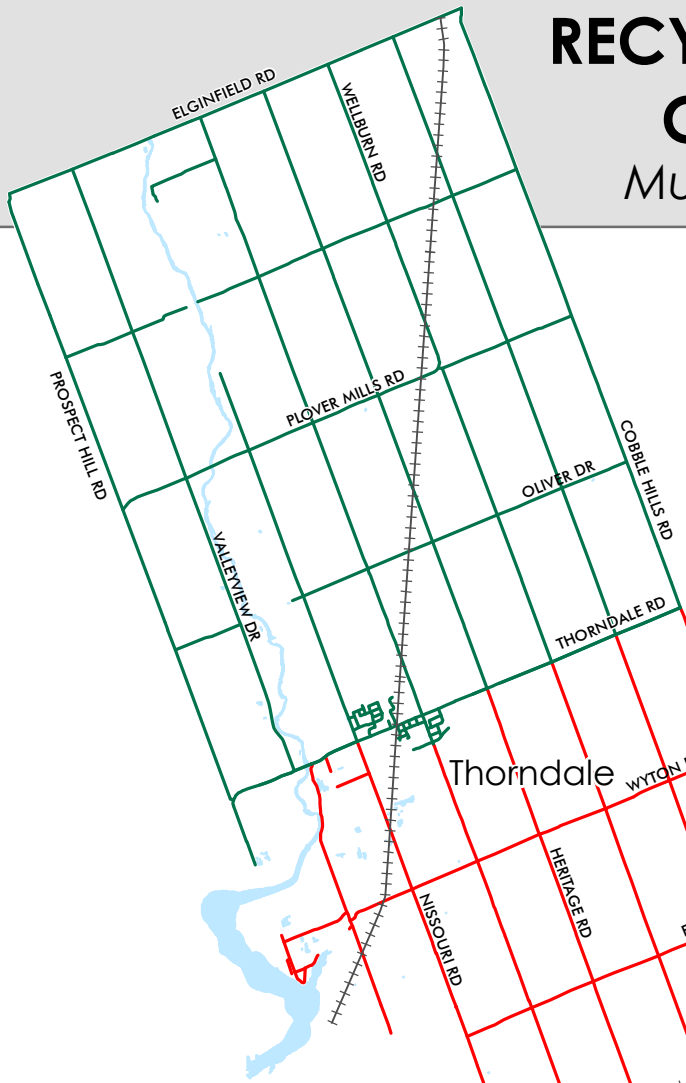 RECY
ELGINFIELD RD
WELLBURN RD
Mu
PROSPECT HILL RD
PLOVER MILLS RD
COBBLE HILLS RD
OLIVER DR
VALLEYVIEW DR
THORNDALE RD
Thorndale
WYTON
HERITAGE RD
NISSOURI RD